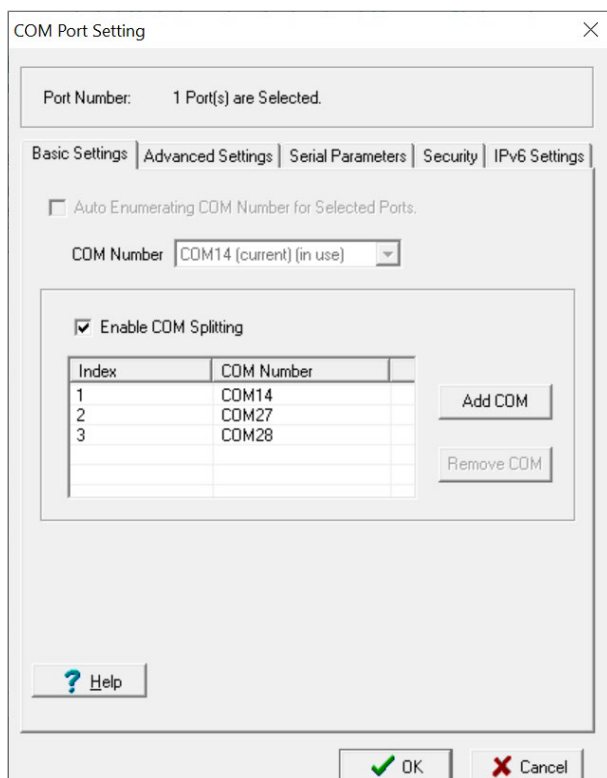 COM Port Setting
Port Number: 1 Port(s) are Selected.
Basic Settings Advanced Settings Serial Parameters Security IPv6 Settings
Auto Enumerating COM Number for Selected Ports.
COM Number COM14 (current) (in use)
Enable COM Splitting
Index COM Number
1 COM14
2 COM27
3 COM28
Add COM
Remove COM
Help
OK Cancel